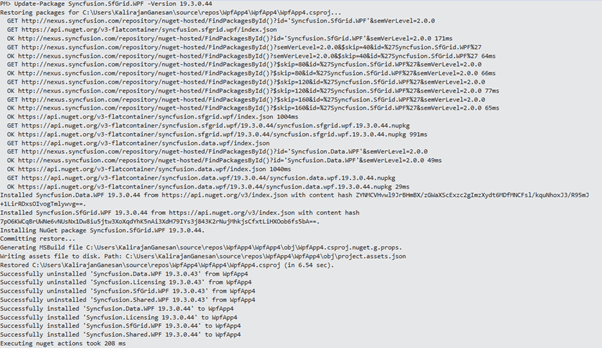 PM> Update-Package Syncfusion.SfGrid.WPF -Version 19.3.0.44
Restoring packages for C:\Users\KalirajanGanesan\source\repos\WpfApp4\WpfApp4\WpfApp4.csproj...
GET http://nexus.syncfusion.com/repository/nuget-hosted/FindPackagesById()?id='Syncfusion.SfGrid.WPF'&semVerLevel=2.0.0
GET https://api.nuget.org/v3-flatcontainer/syncfusion.sfgrid.wpf/index.json
OK http://nexus.syncfusion.com/repository/nuget-hosted/FindPackagesById()?id='Syncfusion.SfGrid.WPF'&semVerLevel=2.0.0 171ms
GET http://nexus.syncfusion.com/repository/nuget-hosted/FindPackagesById()?semVerLevel=2.0.0&$skip=40&id=%27Syncfusion.SfGrid.WPF%27
OK http://nexus.syncfusion.com/repository/nuget-hosted/FindPackagesById()?semVerLevel=2.0.0&$skip=40&id=%27Syncfusion.SfGrid.WPF%27 64ms
GET http://nexus.syncfusion.com/repository/nuget-hosted/FindPackagesById()?$skip=80&id=%27Syncfusion.SfGrid.WPF%27&semVerLevel=2.0.0
OK http://nexus.syncfusion.com/repository/nuget-hosted/FindPackagesById()?$skip=80&id=%27Syncfusion.SfGrid.WPF%27&semVerLevel=2.0.0 66ms
GET http://nexus.syncfusion.com/repository/nuget-hosted/FindPackagesById()?$skip=120&id=%27Syncfusion.SfGrid.WPF%27&semVerLevel=2.0.0
OK http://nexus.syncfusion.com/repository/nuget-hosted/FindPackagesById()?$skip=120&id=%27Syncfusion.SfGrid.WPF%27&semVerLevel=2.0.0 77ms
GET http://nexus.syncfusion.com/repository/nuget-hosted/FindPackagesById()?$skip=160&id=%27Syncfusion.SfGrid.WPF%27&semVerLevel=2.0.0
OK http://nexus.syncfusion.com/repository/nuget-hosted/FindPackagesById()?$skip=160&id=%27Syncfusion.SfGrid.WPF%27&semVerLevel=2.0.0 65ms
OK https://api.nuget.org/v3-flatcontainer/syncfusion.sfgrid.wpf/index.json 1004ms
GET https://api.nuget.org/v3-flatcontainer/syncfusion.sfgrid.wpf/19.3.0.44/syncfusion.sfgrid.wpf.19.3.0.44.nupkg
OK https://api.nuget.org/v3-flatcontainer/syncfusion.sfgrid.wpf/19.3.0.44/syncfusion.sfgrid.wpf.19.3.0.44.nupkg 991ms
GET https://api.nuget.org/v3-flatcontainer/syncfusion.data.wpf/index.json
GET http://nexus.syncfusion.com/repository/nuget-hosted/FindPackagesById()?id='Syncfusion.Data.WPF'&semVerLevel=2.0.0
OK http://nexus.syncfusion.com/repository/nuget-hosted/FindPackagesById()?id='Syncfusion.Data.WPF'&semVerLevel=2.0.0 49ms
OK https://api.nuget.org/v3-flatcontainer/syncfusion.data.wpf/index.json 1040ms
GET https://api.nuget.org/v3-flatcontainer/syncfusion.data.wpf/19.3.0.44/syncfusion.data.wpf.19.3.0.44.nupkg
OK https://api.nuget.org/v3-flatcontainer/syncfusion.data.wpf/19.3.0.44/syncfusion.data.wpf.19.3.0.44.nupkg 29ms
Installed Syncfusion.Data.WPF 19.3.0.44 from https://api.nuget.org/v3/index.json with content hash
Installed Syncfusion.SfGrid.WPF 19.3.0.44 from https://api.nuget.org/v3/index.json with content hash
Installing NuGet package Syncfusion.SfGrid.WPF 19.3.0.44.
Committing restore...
Generating MSBuild file C:\Users\KalirajanGanesan\source\repos\WpfApp4\WpfApp4\obj\WpfApp4.csproj.nuget.g.props.
Writing assets file to disk. Path: C:\Users\KalirajanGanesan\source\repos\WpfApp4\WpfApp4\obj\project.assets.json
Restored C:\Users\KalirajanGanesan\source\repos\WpfApp4\WpfApp4\WpfApp4.csproj (in 6.54 sec).
Successfully uninstalled 'Syncfusion.Data.WPF 19.3.0.43' from WpfApp4
Successfully uninstalled 'Syncfusion.Licensing 19.3.0.43' from WpfApp4
Successfully uninstalled 'Syncfusion.SfGrid.WPF 19.3.0.43' from WpfApp4
Successfully uninstalled 'Syncfusion.Shared.WPF 19.3.0.43' from WpfApp4
Successfully installed 'Syncfusion.Data.WPF 19.3.0.44' to WpfApp4
Successfully installed 'Syncfusion.Licensing 19.3.0.44' to WpfApp4
Successfully installed 'Syncfusion.SfGrid.WPF 19.3.0.44' to WpfApp4
Successfully installed 'Syncfusion.Shared.WPF 19.3.0.44' to WpfApp4
Executing nuget actions took 208 ms